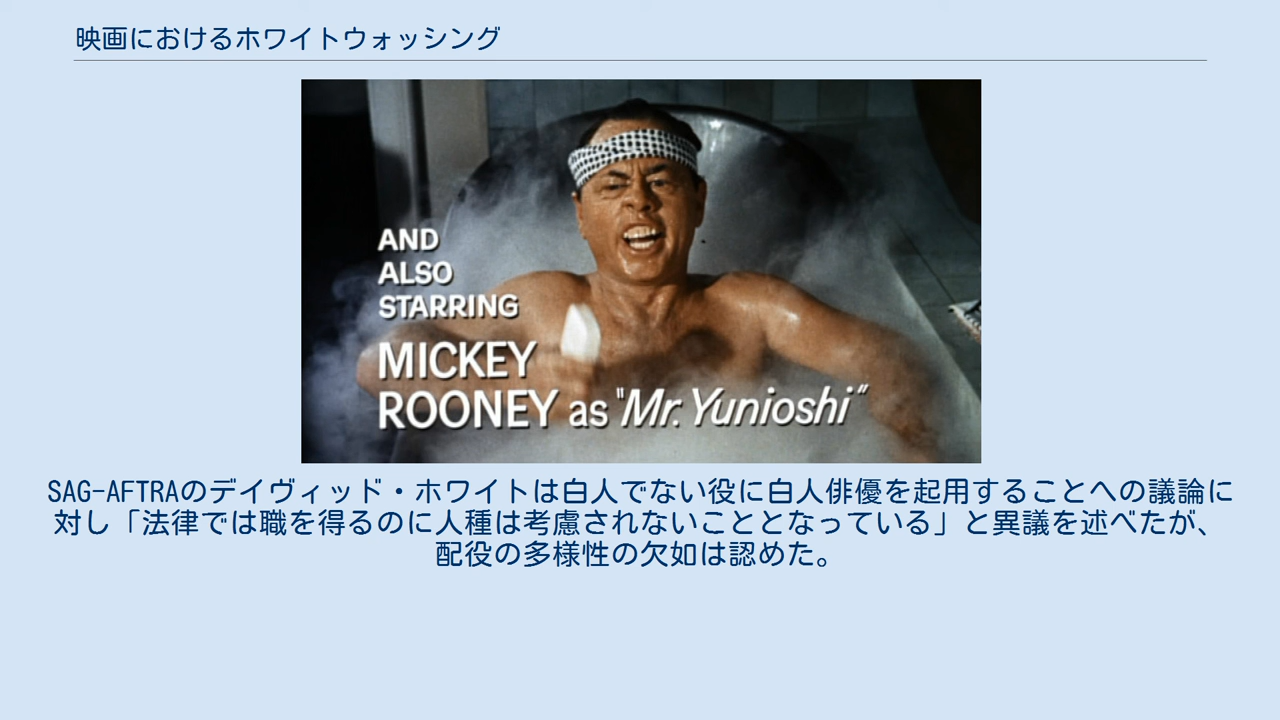 映画におけるホワイトウォッシング
AND
ALSO
STARRING
MICKEY
ROONEY as "Mr. Yunioshi"
SAG-AFTRAのデイヴィッド・ホワイトは白人でない役に白人俳優を起用することへの議論に
対し「法律では職を得るのに人種は考慮されないこととなっている」と異議を述べたが、
配役の多様性の欠如は認めた。